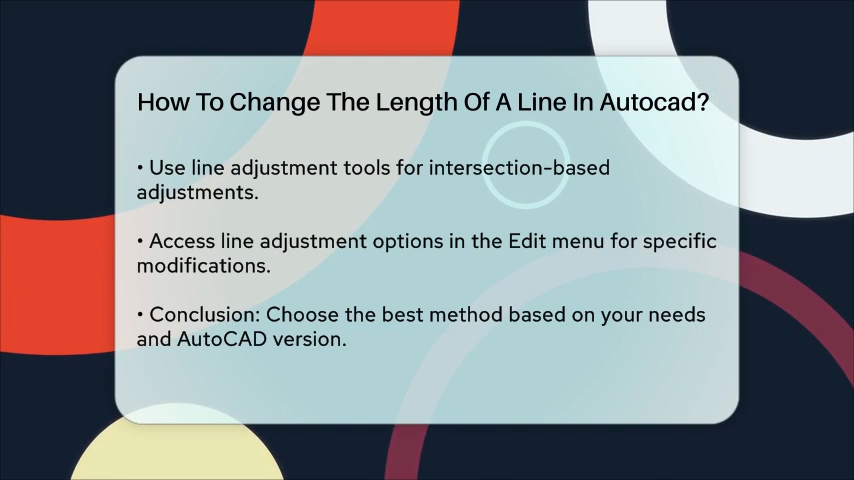 How To Change The Length Of A Line In Autocad?
• Use line adjustment tools for intersection-based
adjustments.
• Access line adjustment options in the Edit menu for specific
modifications.
• Conclusion: Choose the best method based on your needs
and AutoCAD version.